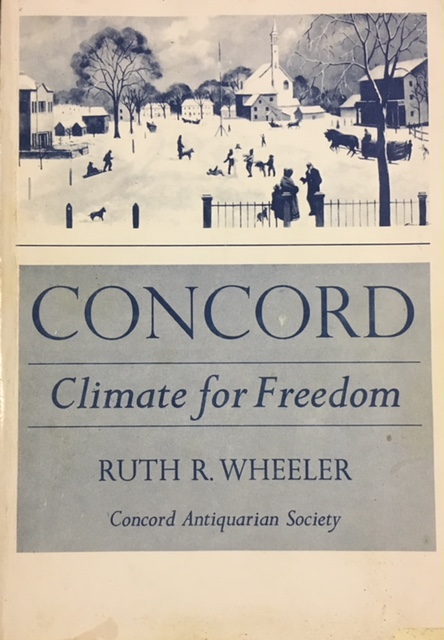 CONCORD
Climate for Freedom
RUTH R. WHEELER
Concord Antiquarian Society